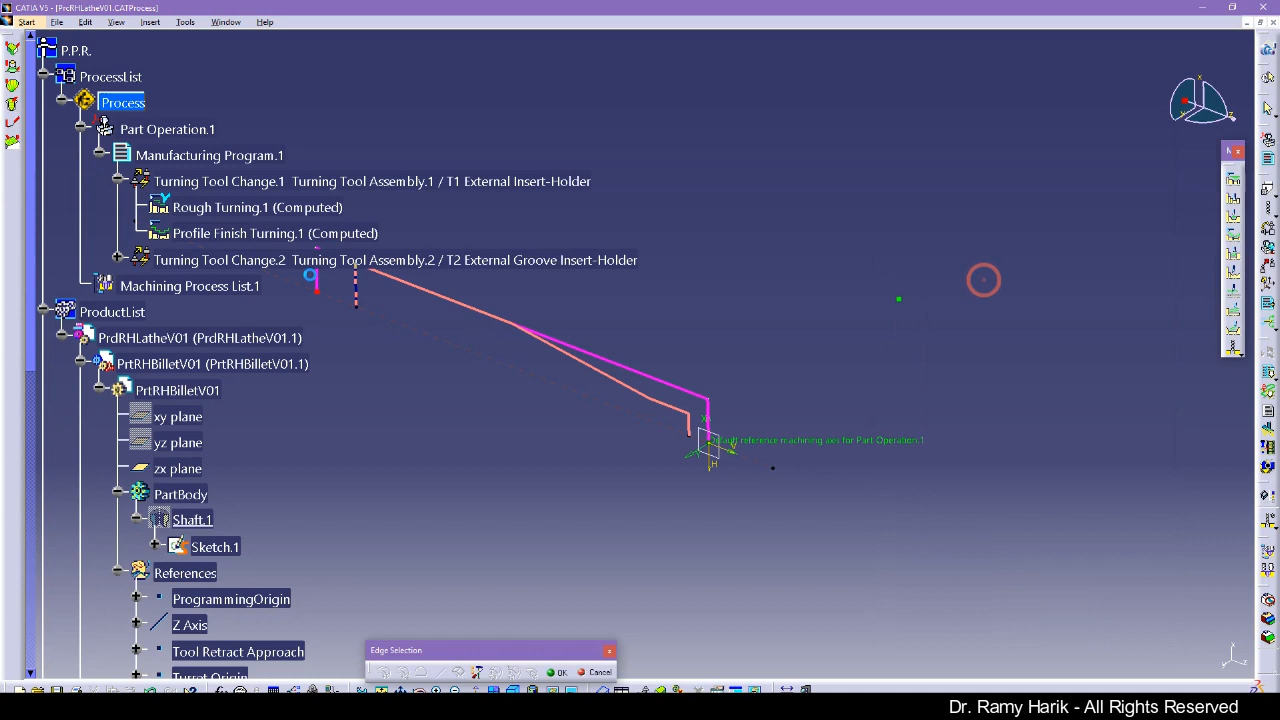 CATIA V5 - [PrcRHLatheV01.CATProcess]
Start File Edit View Insert Tools Window Help
P.P.R.
ProcessList
Process
Part Operation.1
Manufacturing Program.1
Turning Tool Change.1 Turning Tool Assembly.1 / T1 External Insert-Holder
Rough Turning.1 (Computed)
Profile Finish Turning.1 (Computed)
Turning Tool Change.2 Turning Tool Assembly.2 / T2 External Groove Insert-Holder
Machining Process List.1
ProductList
PrdRHLatheV01 (PrdRHLatheV01.1)
PrtRHBilletV01 (PrtRHBilletV01.1)
PrtRHBilletV01
xy plane
yz plane
zx plane
PartBody
Shaft.1
Sketch.1
References
ProgrammingOrigin
Z Axis
Tool Retract Approach
Turret Origin
Default reference machining axes for Part Operation.1
H
Edge Selection
OK Cancel
Dr. Ramy Harik - All Rights Reserved